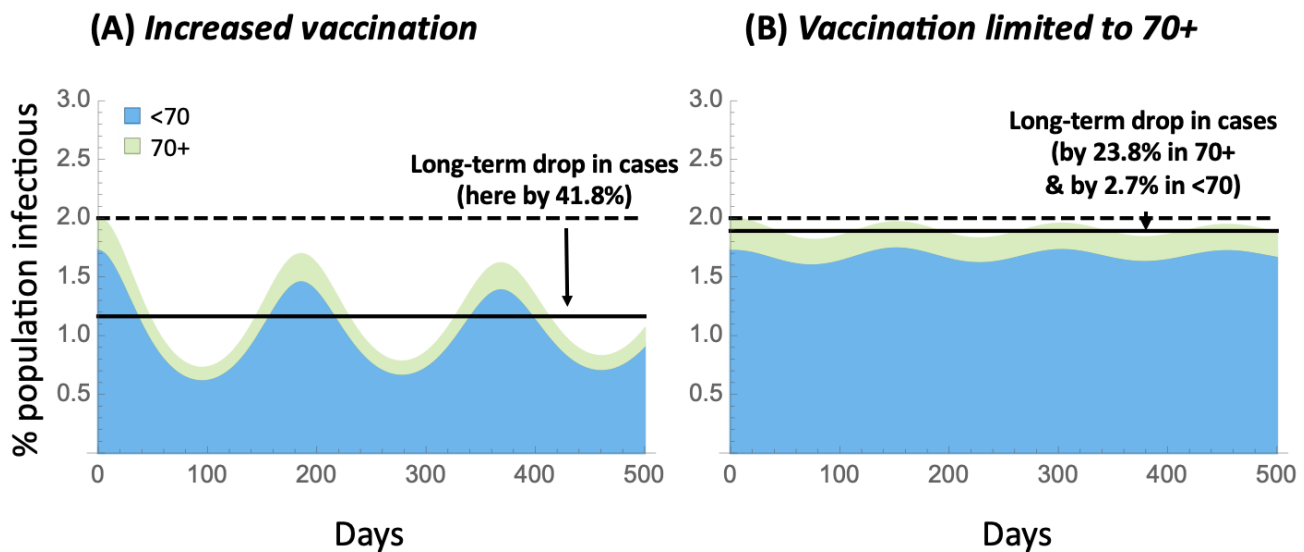 (A) Increased vaccination
% population infectious
3.0
2.5
2.0
1.5
1.0
0.5
<70
70+
Long-term drop in cases
(here by 41.8%)
0
100
200
300
400
500
Days
(B) Vaccination limited to 70+
3.0
2.5
2.0
1.5
1.0
0.5
Long-term drop in cases
(by 23.8% in 70+
& by 2.7% in <70)
0
100
200
300
400
500
Days